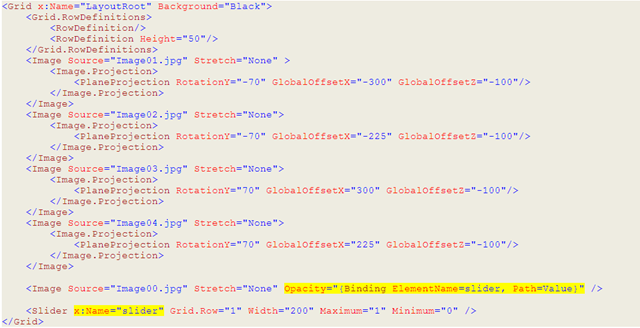 <Grid x:Name="LayoutRoot" Background="Black">
    <Grid.RowDefinitions>
        <RowDefinition/>
        <RowDefinition Height="50"/>
    </Grid.RowDefinitions>
    <Image Source="Image01.jpg" Stretch="None" >
        <Image.Projection>
            <PlaneProjection RotationY="-70" GlobalOffsetX="-300" GlobalOffsetZ="-100"/>
        </Image.Projection>
    </Image>
    <Image Source="Image02.jpg" Stretch="None">
        <Image.Projection>
            <PlaneProjection RotationY="-70" GlobalOffsetX="-225" GlobalOffsetZ="-100"/>
        </Image.Projection>
    </Image>
    <Image Source="Image03.jpg" Stretch="None">
        <Image.Projection>
            <PlaneProjection RotationY="70" GlobalOffsetX="300" GlobalOffsetZ="-100"/>
        </Image.Projection>
    </Image>
    <Image Source="Image04.jpg" Stretch="None">
        <Image.Projection>
            <PlaneProjection RotationY="70" GlobalOffsetX="225" GlobalOffsetZ="-100"/>
        </Image.Projection>
    </Image>
    <Image Source="Image00.jpg" Stretch="None" Opacity="{Binding ElementName=slider, Path=Value}" />
    <Slider x:Name="slider" Grid.Row="1" Width="200" Maximum="1" Minimum="0" />
</Grid>